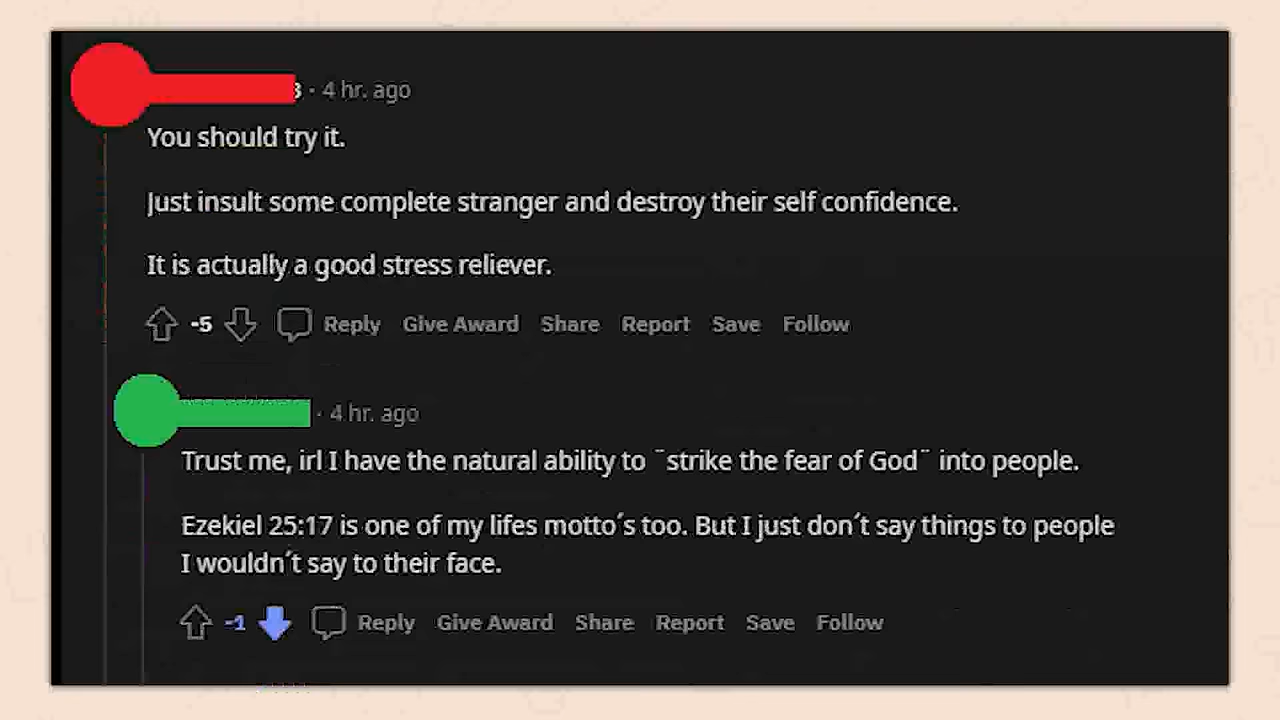 3 · 4 hr. ago
You should try it.
Just insult some complete stranger and destroy their self confidence.
It is actually a good stress reliever.
-5 Reply Give Award Share Report Save Follow
· 4 hr. ago
Trust me, irl I have the natural ability to ¨strike the fear of God¨ into people.
Ezekiel 25:17 is one of my lifes motto´s too. But I just don´t say things to people
I wouldn´t say to their face.
-1 Reply Give Award Share Report Save Follow